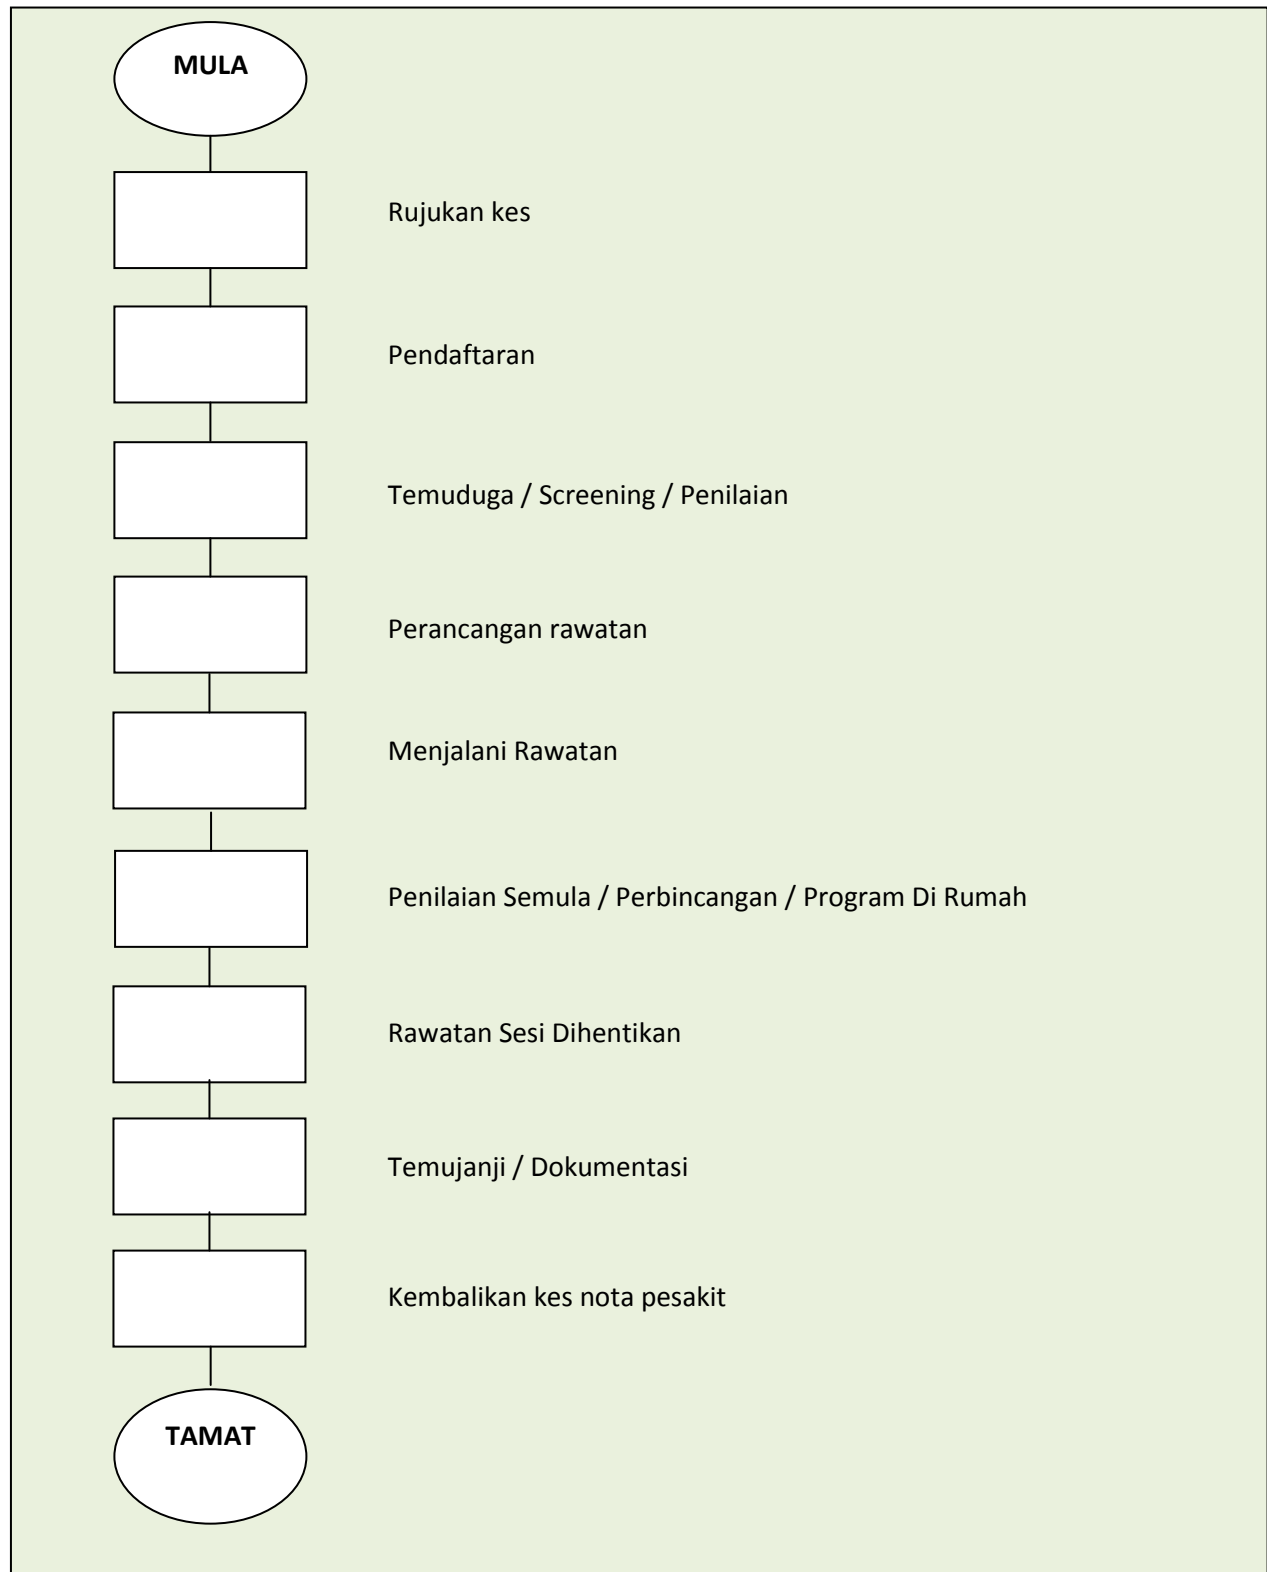 MULA
Rujukan kes
Pendaftaran
Temuduga / Screening / Penilaian
Perancangan rawatan
Menjalani Rawatan
Penilaian Semula / Perbincangan / Program Di Rumah
Rawatan Sesi Dihentikan
Temujanji / Dokumentasi
Kembalikan kes nota pesakit
TAMAT